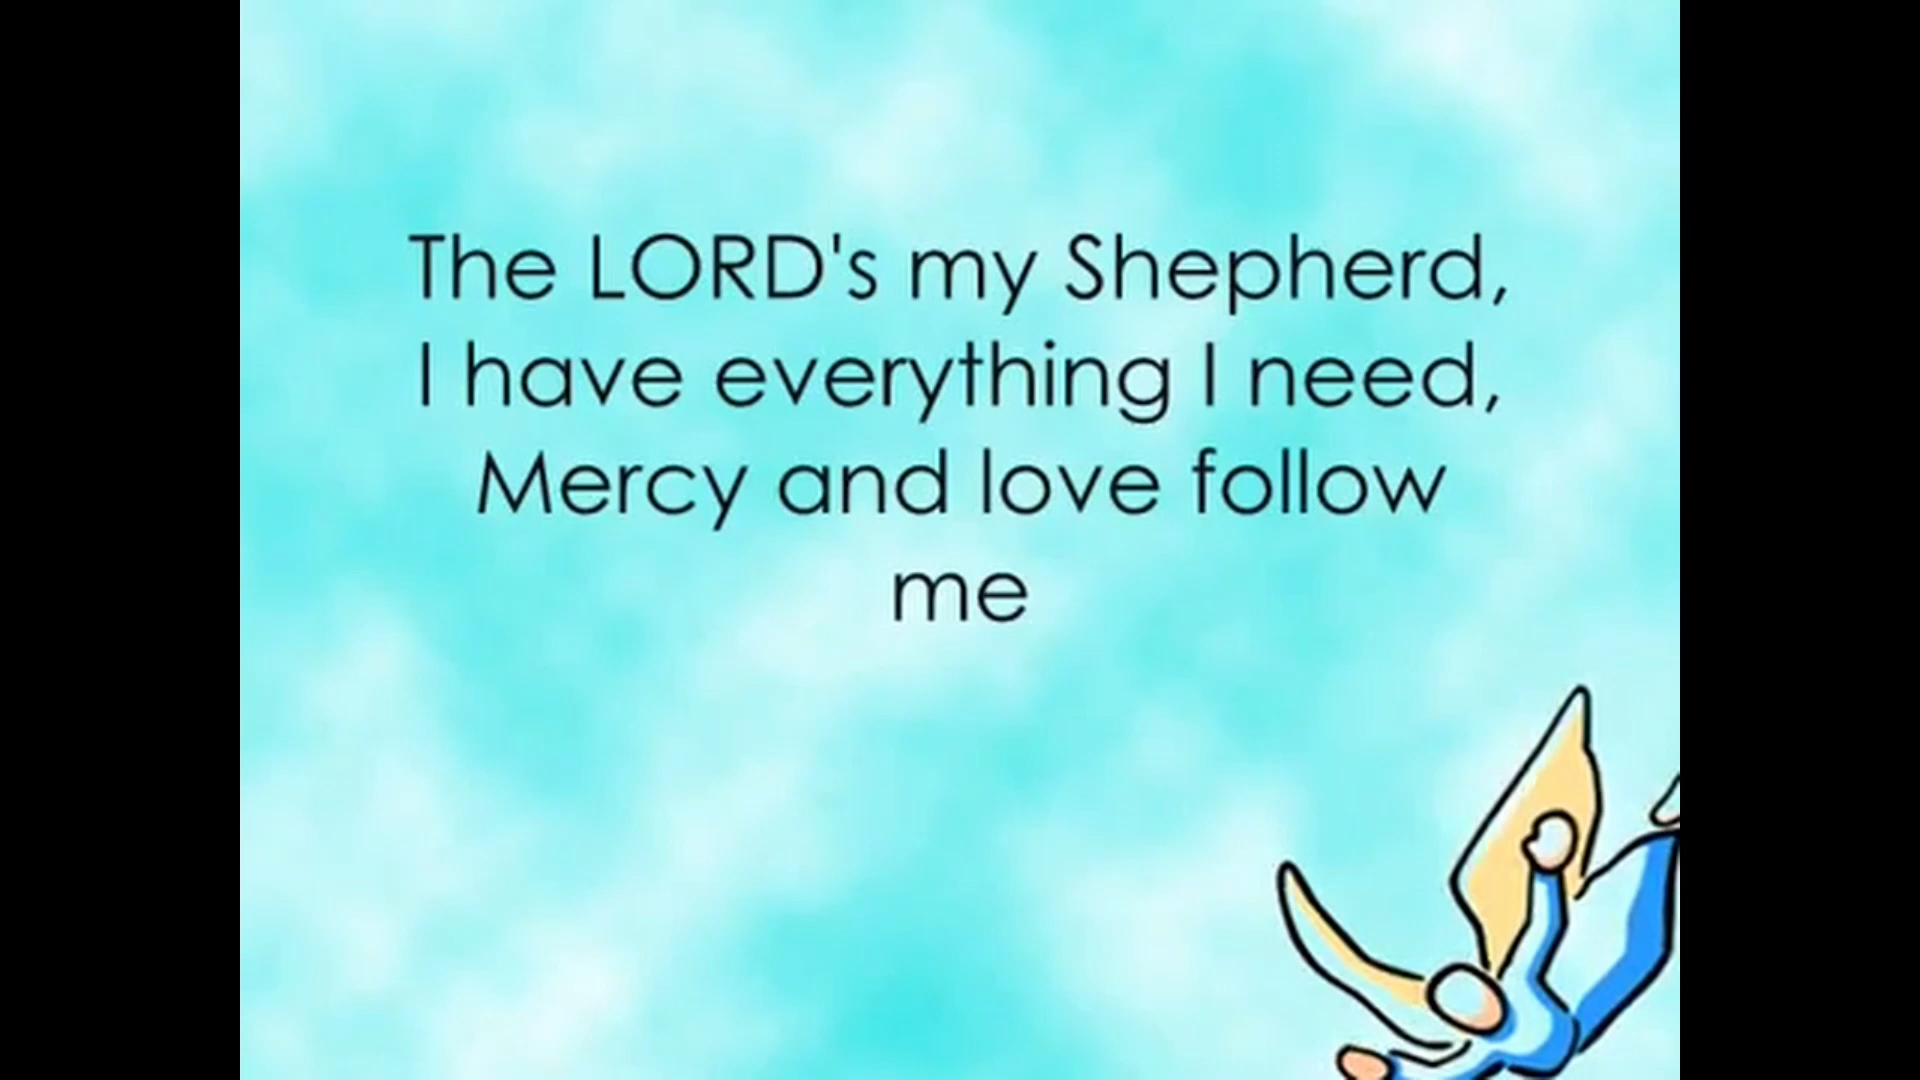 The LORD's my Shepherd,
I have everything I need,
Mercy and love follow
me